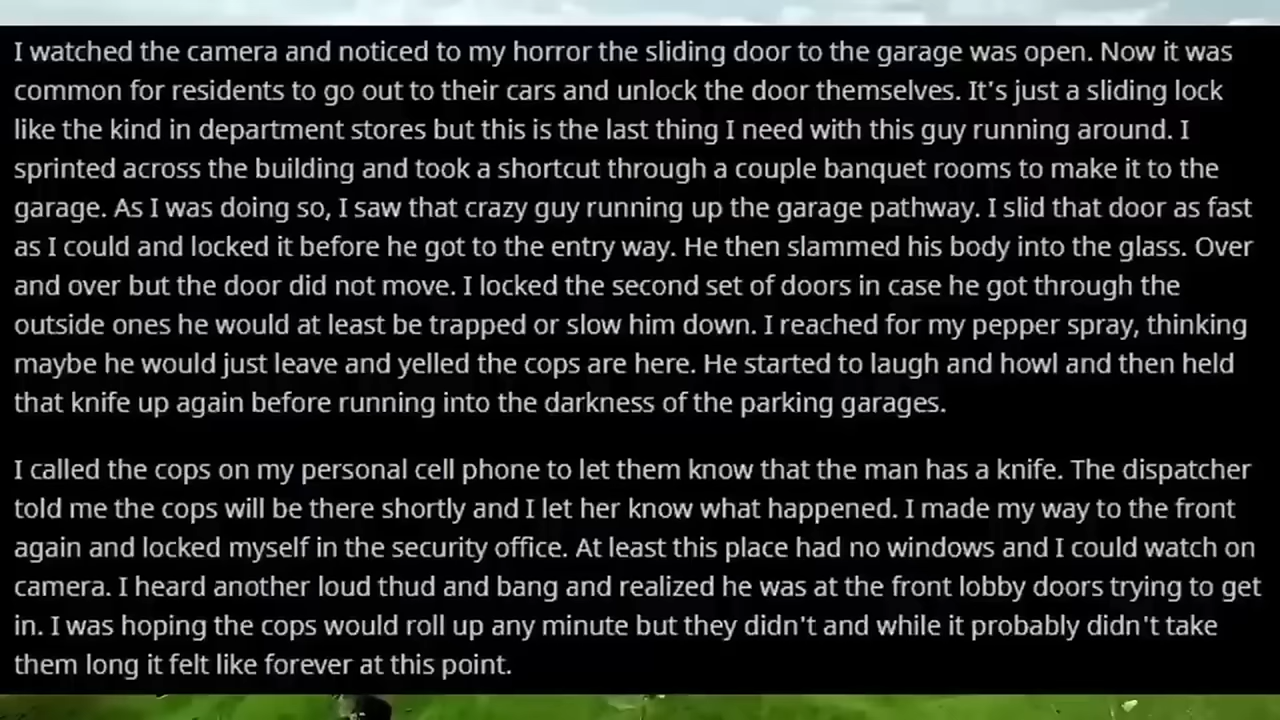 I watched the camera and noticed to my horror the sliding door to the garage was open. Now it was
common for residents to go out to their cars and unlock the door themselves. It's just a sliding lock
like the kind in department stores but this is the last thing I need with this guy running around. I
sprinted across the building and took a shortcut through a couple banquet rooms to make it to the
garage. As I was doing so, I saw that crazy guy running up the garage pathway. I slid that door as fast
as I could and locked it before he got to the entry way. He then slammed his body into the glass. Over
and over but the door did not move. I locked the second set of doors in case he got through the
outside ones he would at least be trapped or slow him down. I reached for my pepper spray, thinking
maybe he would just leave and yelled the cops are here. He started to laugh and howl and then held
that knife up again before running into the darkness of the parking garages.
I called the cops on my personal cell phone to let them know that the man has a knife. The dispatcher
told me the cops will be there shortly and I let her know what happened. I made my way to the front
again and locked myself in the security office. At least this place had no windows and I could watch on
camera. I heard another loud thud and bang and realized he was at the front lobby doors trying to get
in. I was hoping the cops would roll up any minute but they didn't and while it probably didn't take
them long it felt like forever at this point.